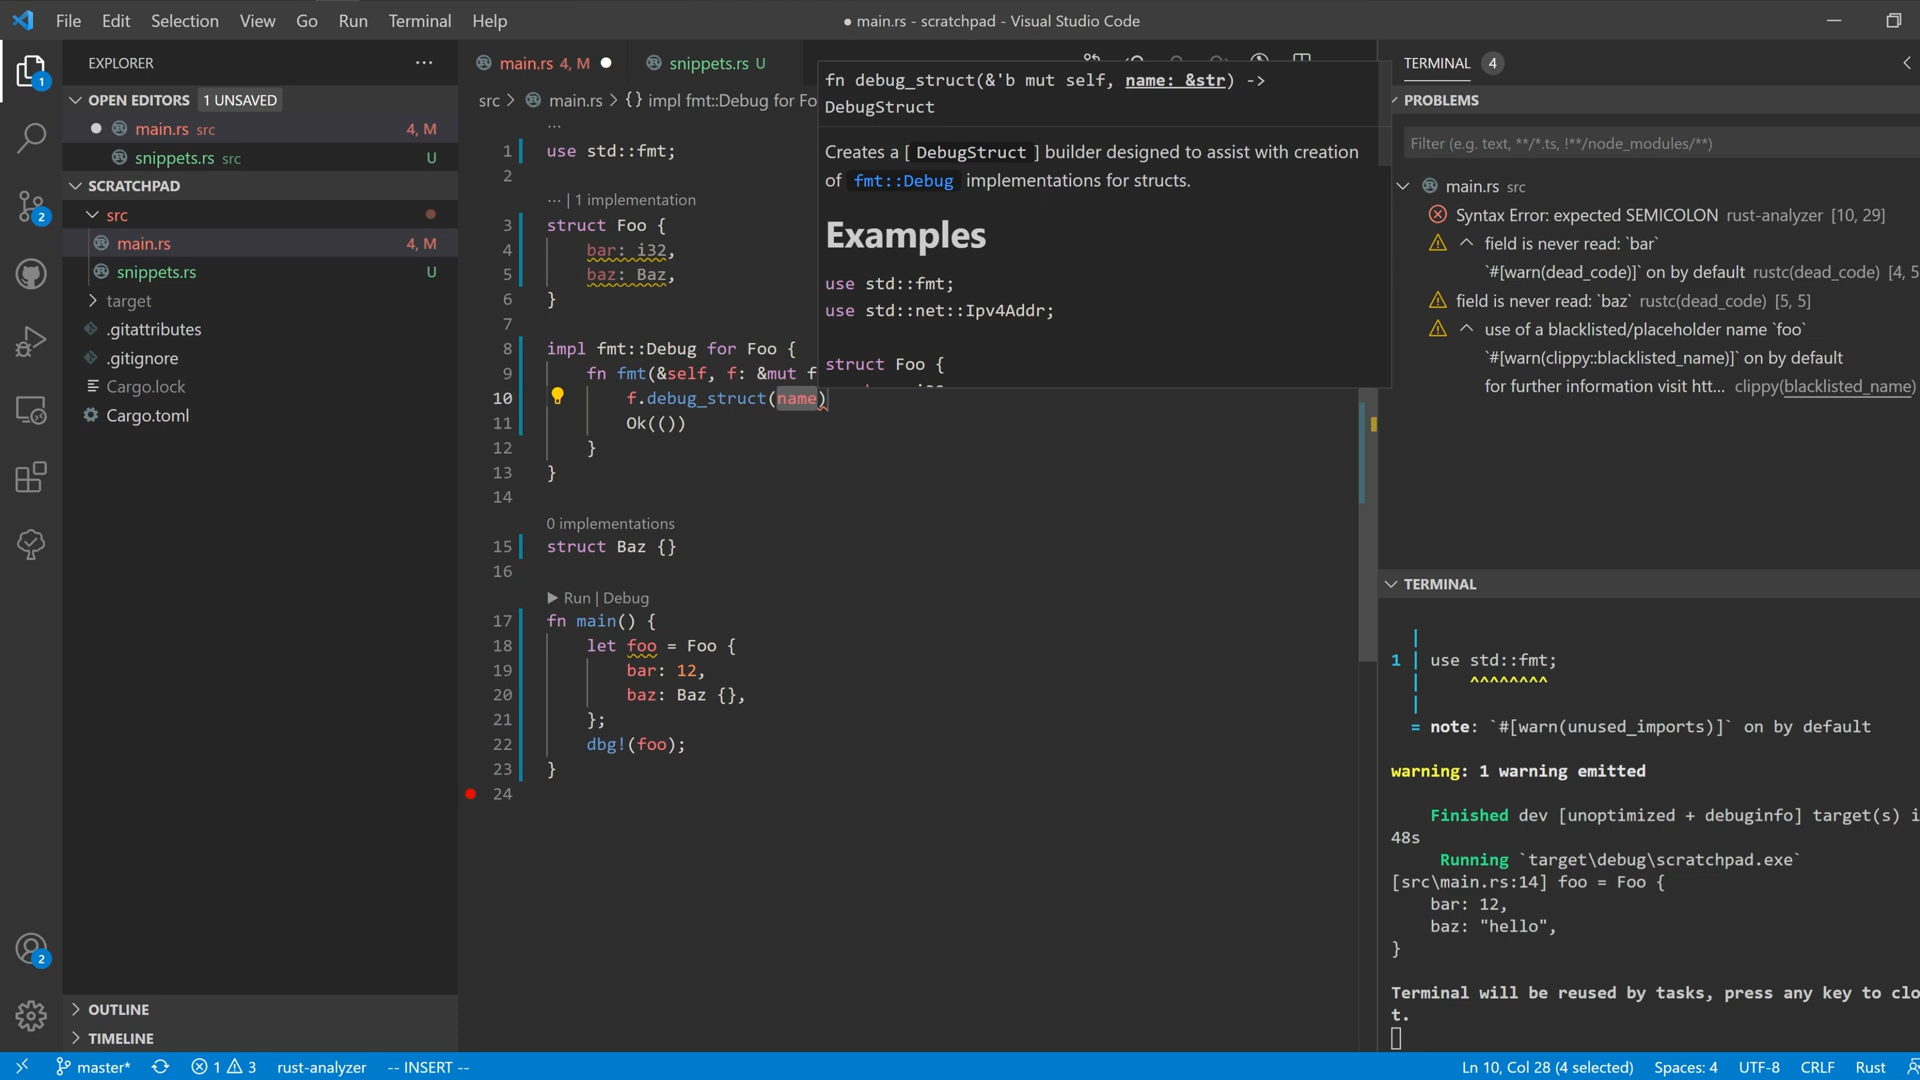 File Edit Selection View Go Run Terminal Help
● main.rs - scratchpad - Visual Studio Code
EXPLORER ...
OPEN EDITORS 1 UNSAVED
main.rs src 4, M
snippets.rs src U
SCRATCHPAD
src
main.rs 4, M
snippets.rs U
target
.gitattributes
.gitignore
Cargo.lock
Cargo.toml
OUTLINE
TIMELINE
1
2
2
main.rs 4, M
snippets.rs U
src > main.rs > {} impl fmt::Debug for Fo
...
1 use std::fmt;
2
... | 1 implementation
3 struct Foo {
4 bar: i32,
5 baz: Baz,
6 }
7
8 impl fmt::Debug for Foo {
9 fn fmt(&self, f: &mut f
10 f.debug_struct(name)
11 Ok(())
12 }
13 }
14
0 implementations
15 struct Baz {}
16
▶ Run | Debug
17 fn main() {
18 let foo = Foo {
19 bar: 12,
20 baz: Baz {},
21 };
22 dbg!(foo);
23 }
24
fn debug_struct(&'b mut self, name: &str) ->
DebugStruct
Creates a [ DebugStruct ] builder designed to assist with creation
of fmt::Debug implementations for structs.
Examples
use std::fmt;
use std::net::Ipv4Addr;
struct Foo {
TERMINAL 4
PROBLEMS
Filter (e.g. text, **/*.ts, !**/node_modules/**)
main.rs src
Syntax Error: expected SEMICOLON rust-analyzer [10, 29]
field is never read: `bar`
`#[warn(dead_code)]` on by default rustc(dead_code) [4, 5
field is never read: `baz` rustc(dead_code) [5, 5]
use of a blacklisted/placeholder name `foo`
`#[warn(clippy::blacklisted_name)]` on by default
for further information visit htt... clippy(blacklisted_name)
TERMINAL
|
1 | use std::fmt;
| ^^^^^^^^
|
= note: `#[warn(unused_imports)]` on by default
warning: 1 warning emitted
Finished dev [unoptimized + debuginfo] target(s) i
48s
Running `target\debug\scratchpad.exe`
[src\main.rs:14] foo = Foo {
bar: 12,
baz: "hello",
}
Terminal will be reused by tasks, press any key to clo
t.
master* 1 3 rust-analyzer -- INSERT --
Ln 10, Col 28 (4 selected) Spaces: 4 UTF-8 CRLF Rust